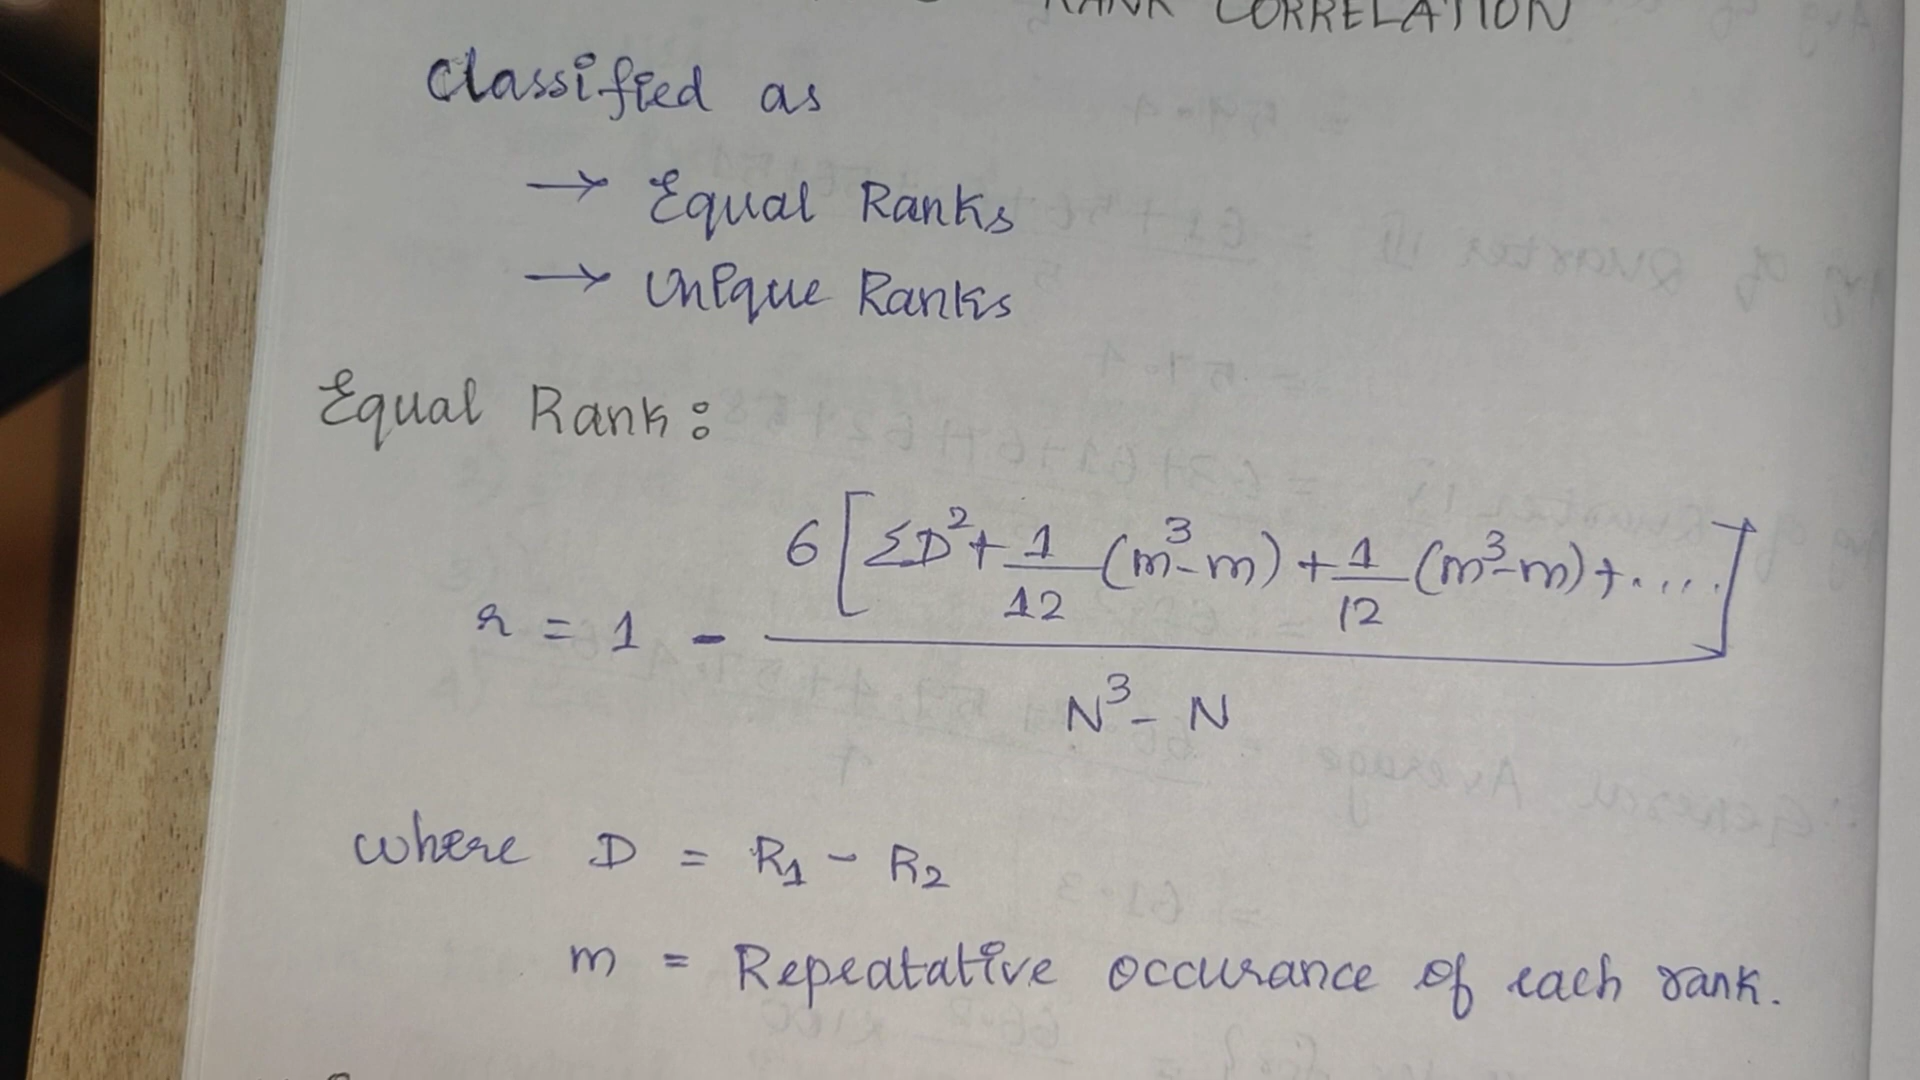 RANK CORRELATION
Classified as
→ Equal Ranks
→ Unique Ranks
Equal Rank:
r = 1 - 6[ΣD²+ 1/12 (m³-m) + 1/12 (m³-m) + ....] / N³- N
where D = R₁ - R₂
m = Repeatative occurance of each rank.